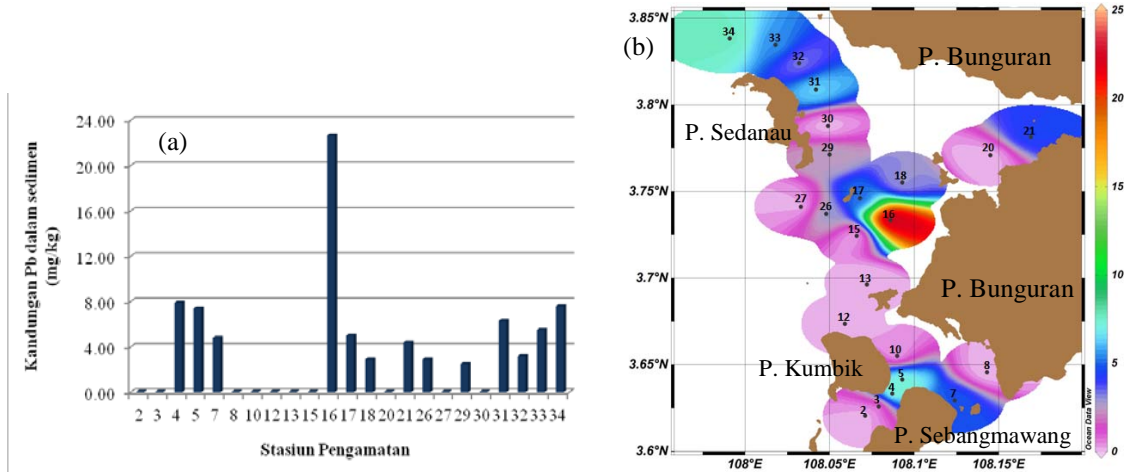 (a)
Kandungan Pb dalam sedimen
(mg/kg)
24.00
20.00
16.00
12.00
8.00
4.00
0.00
2 3 4 5 7 8 10 12 13 15 16 17 18 20 21 26 27 29 30 31 32 33 34
Stasiun Pengamatan
(b)
3.85°N
3.8°N
3.75°N
3.7°N
3.65°N
3.6°N
34
33
32
31
30
29
P. Bunguran
P. Sedanau
21
20
18
17
16
27
26
15
13
12
P. Bunguran
10
8
P. Kumbik
5
4
7
3
2
P. Sebangmawang
108°E
108.05°E
108.1°E
108.15°E
25
20
15
10
5
0
Ocean Data View